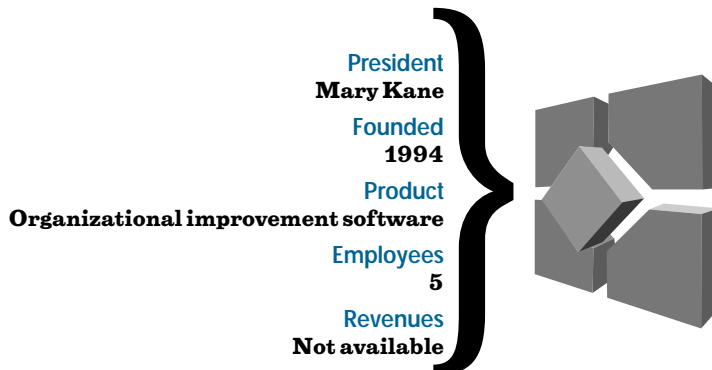 President
Mary Kane
Founded
1994
Product
Organizational improvement software
Employees
5
Revenues
Not available